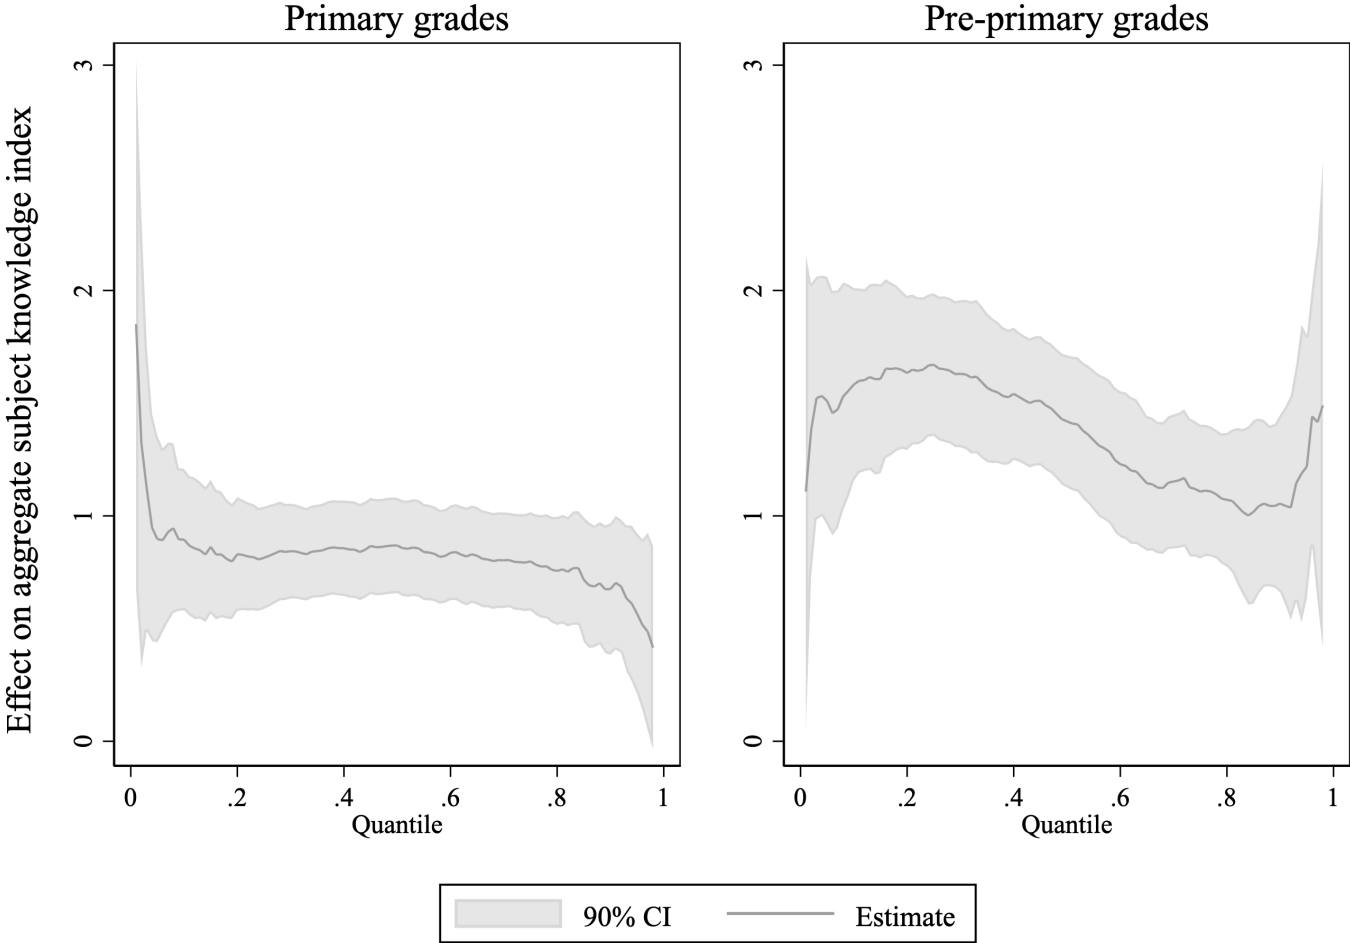 Primary grades
Pre-primary grades
Effect on aggregate subject knowledge index
3
2
1
0
0 .2 .4 .6 .8 1
Quantile
3
2
1
0
0 .2 .4 .6 .8 1
Quantile
90% CI
Estimate